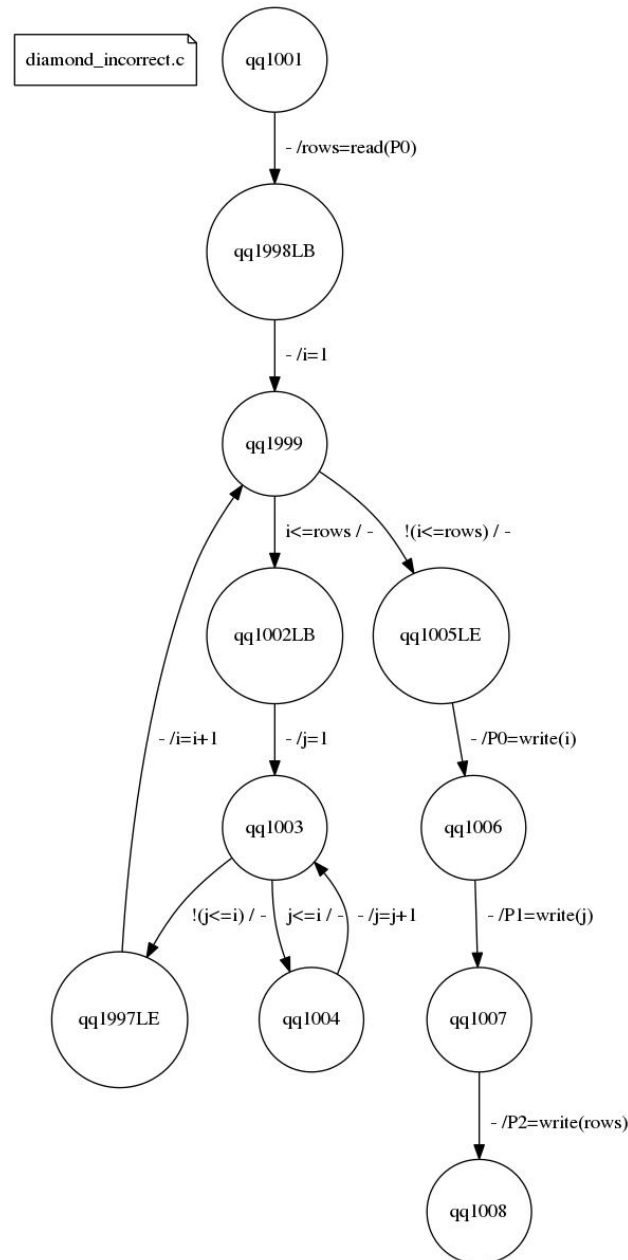 diamond_incorrect.c
qq1001
- /rows=read(P0)
qq1998LB
- /i=1
qq1999
i<=rows / -
!(i<=rows) / -
qq1002LB
qq1005LE
- /i=i+1
- /j=1
- /P0=write(i)
qq1003
qq1006
!(j<=i) / -
j<=i / -
- /j=j+1
- /P1=write(j)
qq1997LE
qq1004
qq1007
- /P2=write(rows)
qq1008